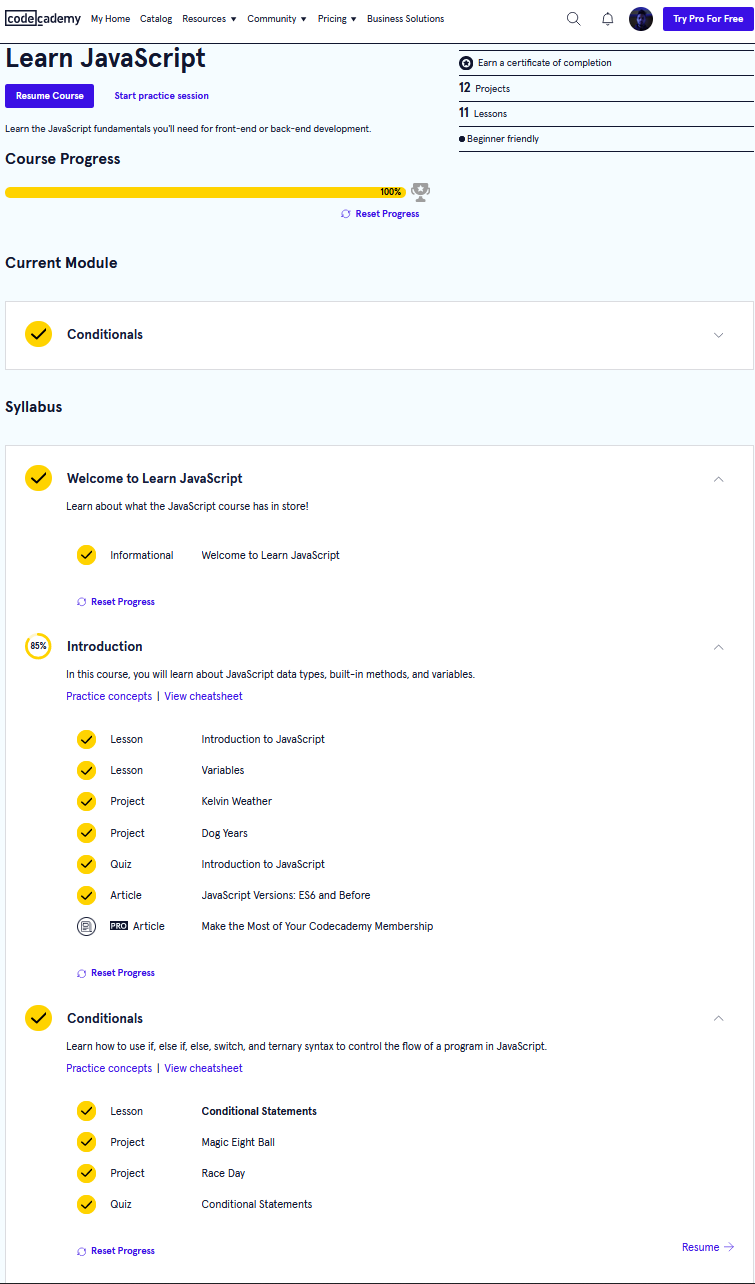 codecademy My Home Catalog Resources Community Pricing Business Solutions Try Pro For Free
Learn JavaScript
Resume Course Start practice session
Learn the JavaScript fundamentals you'll need for front-end or back-end development.
Earn a certificate of completion
12 Projects
11 Lessons
Beginner friendly
Course Progress
100%
Reset Progress
Current Module
Conditionals
Syllabus
Welcome to Learn JavaScript
Learn about what the JavaScript course has in store!
Informational Welcome to Learn JavaScript
Reset Progress
85% Introduction
In this course, you will learn about JavaScript data types, built-in methods, and variables.
Practice concepts | View cheatsheet
Lesson Introduction to JavaScript
Lesson Variables
Project Kelvin Weather
Project Dog Years
Quiz Introduction to JavaScript
Article JavaScript Versions: ES6 and Before
PRO Article Make the Most of Your Codecademy Membership
Reset Progress
Conditionals
Learn how to use if, else if, else, switch, and ternary syntax to control the flow of a program in JavaScript.
Practice concepts | View cheatsheet
Lesson Conditional Statements
Project Magic Eight Ball
Project Race Day
Quiz Conditional Statements
Reset Progress Resume